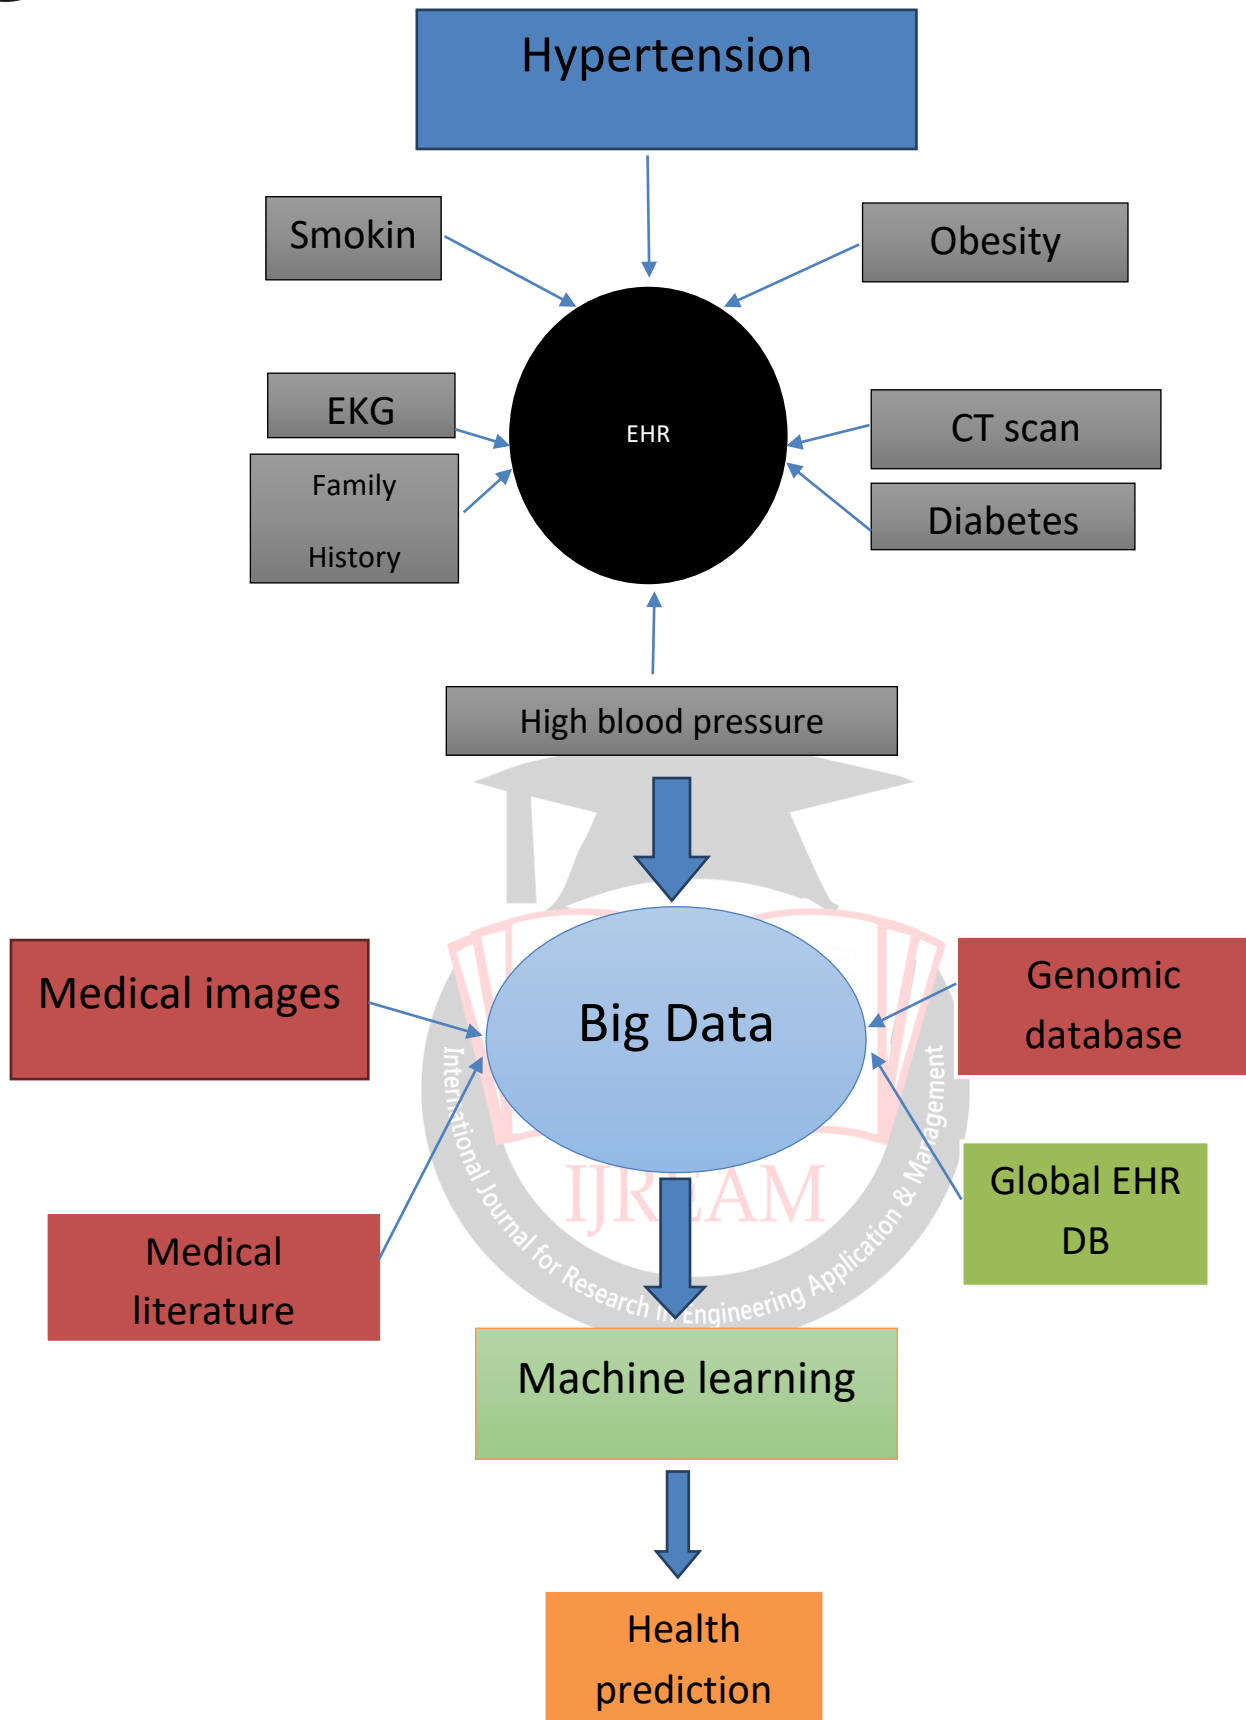 Hypertension
Smokin
Obesity
EKG
EHR
CT scan
Family
History
Diabetes
High blood pressure
Medical images
Big Data
Genomic
database
Medical
literature
Global EHR
DB
IJREAM
International Journal for Research in Engineering Application & Management
Machine learning
Health
prediction